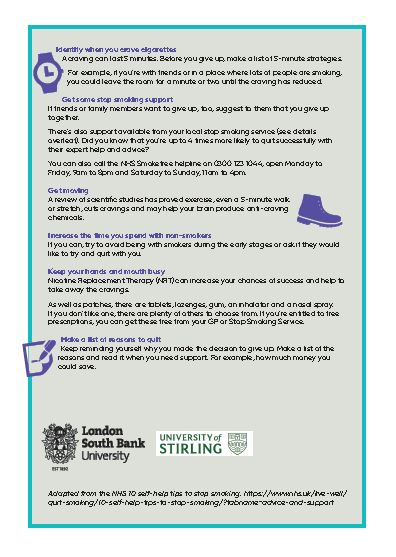 Identify when you crave cigarettes
A craving can last 5 minutes. Before you give up, make a list of 5-minute strategies.
For example, if you're with friends or in a place where lots of people are smoking,
you could leave the room for a minute or two until the craving has reduced.
Get some stop smoking support
If friends or family members want to give up, too, suggest to them that you give up
together.
There's also support available from your local stop smoking service (see details
overleaf). Did you know that you're up to 4 times more likely to quit successfully with
their expert help and advice?
You can also call the NHS Smokefree helpline on 0300 123 1044, open Monday to
Friday, 9am to 8pm and Saturday to Sunday, 11am to 4pm.
Get moving
A review of scientific studies has proved exercise, even a 5-minute walk
or stretch, cuts cravings and may help your brain produce anti-craving
chemicals.
Increase the time you spend with non-smokers
If you can, try to avoid being with smokers during the early stages or ask if they would
like to try and quit with you.
Keep your hands and mouth busy
Nicotine Replacement Therapy (NRT) can increase your chances of success and help to
take away the cravings.
As well as patches, there are tablets, lozenges, gum, an inhalator and a nasal spray.
If you don't like one, there are plenty of others to choose from. If you're entitled to free
prescriptions, you can get these free from your GP or Stop Smoking Service.
Make a list of reasons to quit
Keep reminding yourself why you made the decision to give up. Make a list of the
reasons and read it when you need support. For example, how much money you
could save.
London
South Bank
University
EST 1892
UNIVERSITY of
STIRLING
Adapted from the NHS 10 self-help tips to stop smoking. https://www.nhs.uk/live-well/
quit-smoking/10-self-help-tips-to-stop-smoking/?tabname=advice-and-support